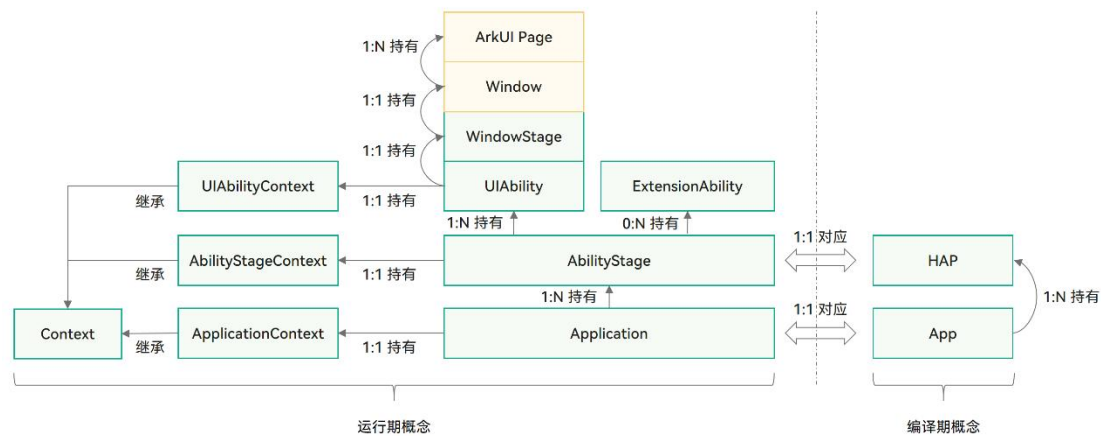 ArkUI Page
1:N 持有
Window
1:1 持有
WindowStage
1:1 持有
UIAbilityContext
UIAbility
ExtensionAbility
继承
1:1 持有
1:N 持有
0:N 持有
1:1 对应
AbilityStageContext
AbilityStage
HAP
继承
1:1 持有
1:N 持有
1:N 持有
1:1 对应
Context
ApplicationContext
Application
App
继承
1:1 持有
运行期概念
编译期概念